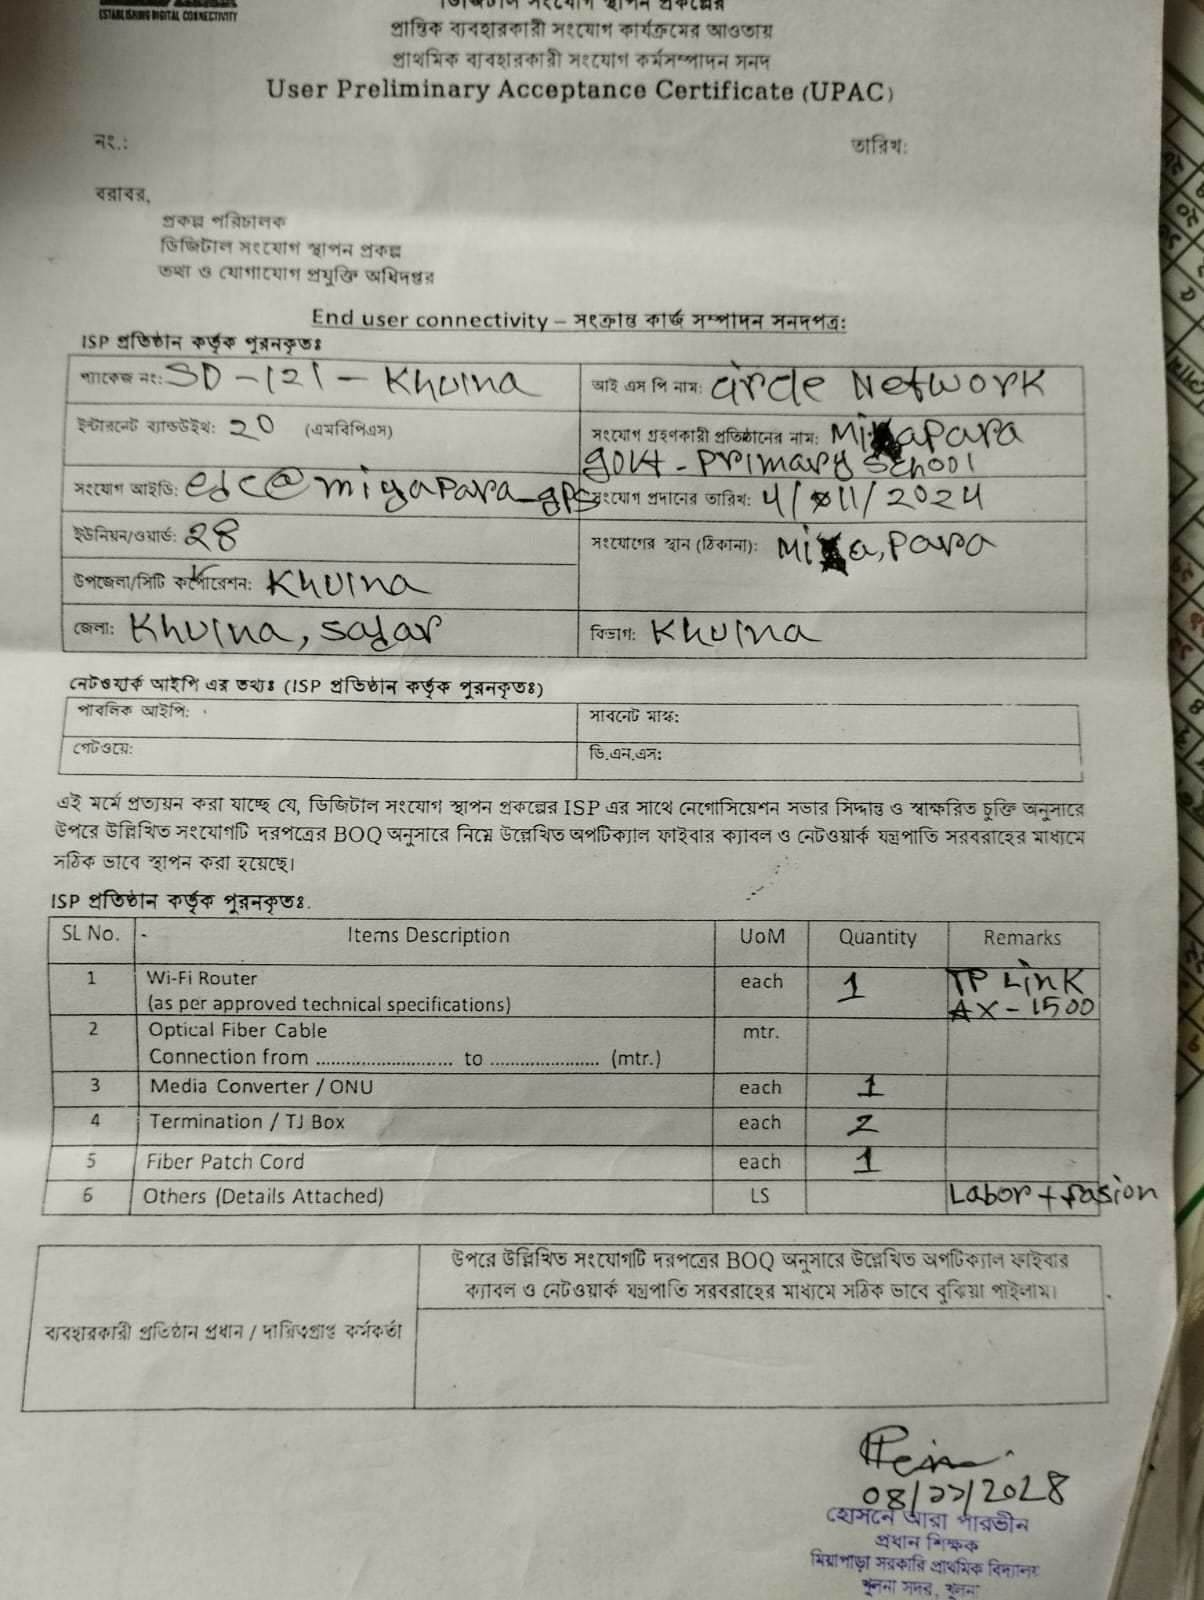 ESTABLISHING DIGITAL CONNECTIVITY
ডিজিটাল সংযোগ স্থাপন প্রকল্পের
প্রান্তিক ব্যবহারকারী সংযোগ কার্যক্রমের আওতায়
প্রাথমিক ব্যবহারকারী সংযোগ কর্মসম্পাদন সনদ
User Preliminary Acceptance Certificate (UPAC)
নং.: তারিখ:
বরাবর,
প্রকল্প পরিচালক
ডিজিটাল সংযোগ স্থাপন প্রকল্প
তথ্য ও যোগাযোগ প্রযুক্তি অধিদপ্তর
End user connectivity – সংক্রান্ত কার্য সম্পাদন সনদপত্র:
ISP প্রতিষ্ঠান কর্তৃক পূরনকৃতঃ
প্যাকেজ নং: SD-121-Khulna আই এস পি নাম: circle Network
ইন্টারনেট ব্যান্ডউইথ: 20 (এমবিপিএস) সংযোগ গ্রহণকারী প্রতিষ্ঠানের নাম: Miyapara
govt-primary school
সংযোগ আইডি: edc@miyapara-gps সংযোগ প্রদানের তারিখ: 4/11/2024
ইউনিয়ন/ওয়ার্ড: 28 সংযোগের স্থান (ঠিকানা): Miya, para
উপজেলা/সিটি কর্পোরেশন: Khulna
জেলা: Khulna, sadar বিভাগ: Khulna
নেটওয়ার্ক আইপি এর তথ্যঃ (ISP প্রতিষ্ঠান কর্তৃক পূরনকৃতঃ)
পাবলিক আইপি: সাবনেট মাস্ক:
গেটওয়ে: ডি.এন.এস:
এই মর্মে প্রত্যয়ন করা যাচ্ছে যে, ডিজিটাল সংযোগ স্থাপন প্রকল্পের ISP এর সাথে নেগোসিয়েশন সভার সিদ্ধান্ত ও স্বাক্ষরিত চুক্তি অনুসারে
উপরে উল্লিখিত সংযোগটি দরপত্রের BOQ অনুসারে নিম্নে উল্লেখিত অপটিক্যাল ফাইবার ক্যাবল ও নেটওয়ার্ক যন্ত্রপাতি সরবরাহের মাধ্যমে
সঠিক ভাবে স্থাপন করা হয়েছে।
ISP প্রতিষ্ঠান কর্তৃক পূরনকৃতঃ.
SL No. Items Description UoM Quantity Remarks
1 Wi-Fi Router each 1 TP Link
(as per approved technical specifications) AX-1500
2 Optical Fiber Cable mtr.
Connection from .......................... to ..................... (mtr.)
3 Media Converter / ONU each 1
4 Termination / TJ Box each 2
5 Fiber Patch Cord each 1
6 Others (Details Attached) LS Labor + fasion
উপরে উল্লিখিত সংযোগটি দরপত্রের BOQ অনুসারে উল্লেখিত অপটিক্যাল ফাইবার
ক্যাবল ও নেটওয়ার্ক যন্ত্রপাতি সরবরাহের মাধ্যমে সঠিক ভাবে বুঝিয়া পাইলাম।
ব্যবহারকারী প্রতিষ্ঠান প্রধান / দায়িত্বপ্রাপ্ত কর্মকর্তা
০৪/১১/২০২৪
হোসনে আরা পারভীন
প্রধান শিক্ষক
মিয়াপাড়া সরকারি প্রাথমিক বিদ্যালয়
খুলনা সদর, খুলনা